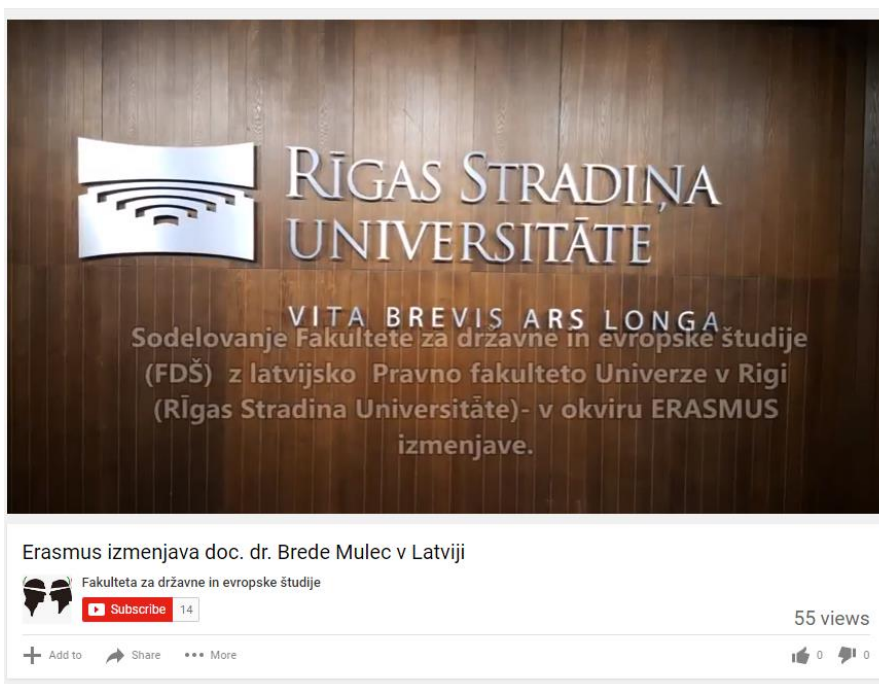 RĪGAS STRADIŅA
UNIVERSITĀTE
VITA BREVIS ARS LONGA
Sodelovanje Fakultete za državne in evropske študije
(FDŠ) z latvijsko Pravno fakulteto Univerze v Rigi
(RĪgas Stradina Universitāte)- v okviru ERASMUS
izmenjave.
Erasmus izmenjava doc. dr. Brede Mulec v Latviji
Fakulteta za državne in evropske študije
Subscribe 14
55 views
Add to Share More 0 0